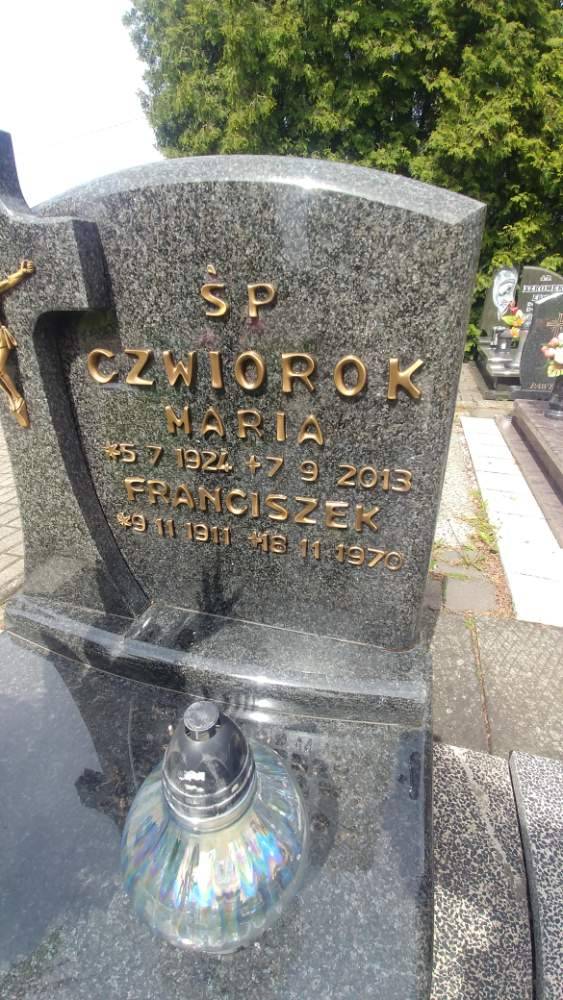 ŚP
CZWIOROK
MARIA
*5 7 1924 +7 9 2013
FRANCISZEK
*9 11 1911 +18 11 1970